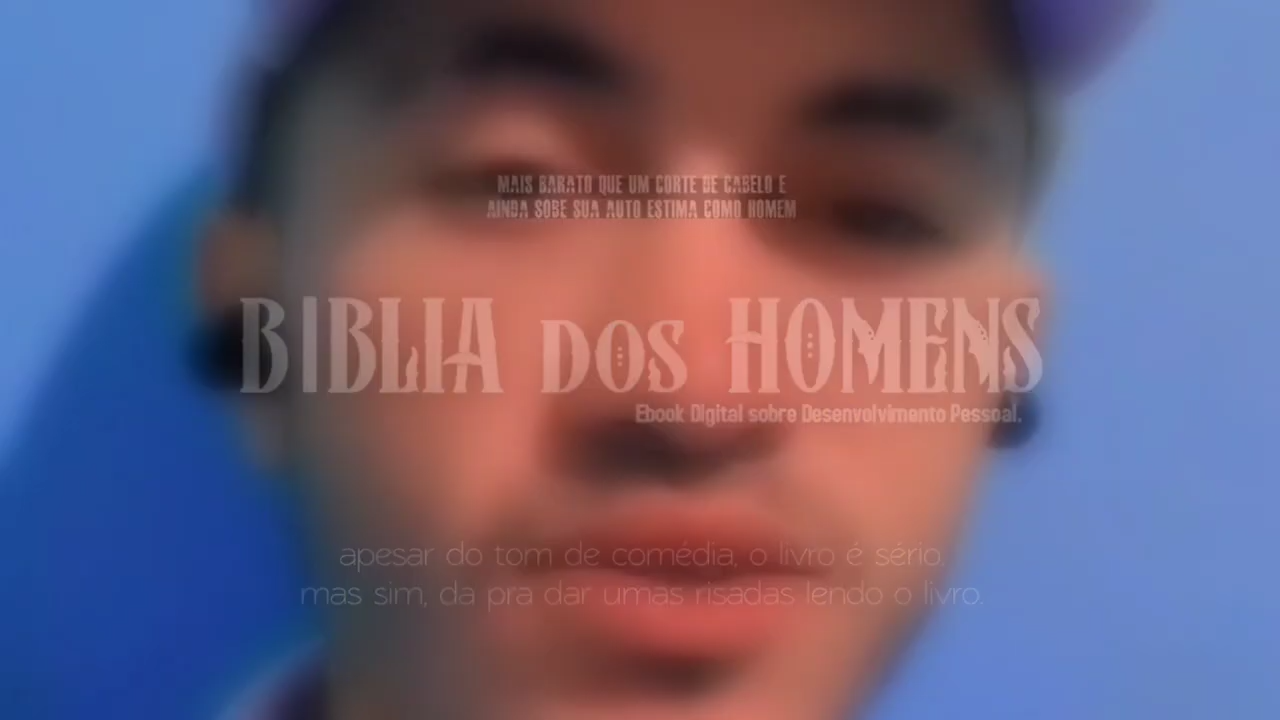 MAIS BARATO QUE UM CORTE DE CABELO E
AINDA SOBE SUA AUTO ESTIMA COMO HOMEM
BIBLIA DOS HOMENS
Ebook Digital sobre Desenvolvimento Pessoal.
apesar do tom de comédia, o livro é sério,
mas sim, da pra dar umas risadas lendo o livro.